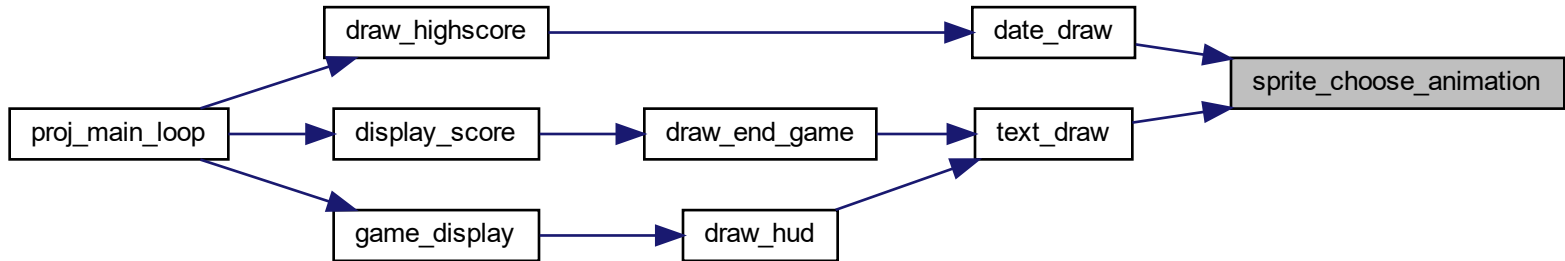 draw_highscore
date_draw
sprite_choose_animation
proj_main_loop
display_score
draw_end_game
text_draw
game_display
draw_hud